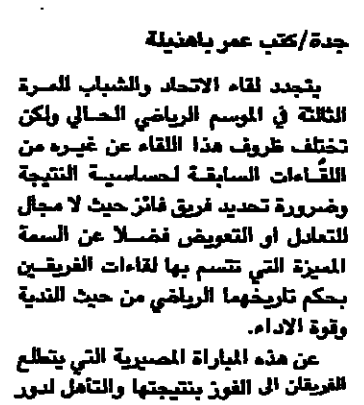 جدة/كتب عمر باهذيلة
يتجدد لقاء الاتحاد والشباب للمرة
الثالثة في الموسم الرياضي الحالي ولكن
تختلف ظروف هذا اللقاء عن غيره من
اللقاءات السابقة لحساسية النتيجة
وضرورة تحديد فريق فائز حيث لا مجال
للتعادل او التعويض فضلا عن السمة
المميزة التي تتسم بها لقاءات الفريقين
بحكم تاريخهما الرياضي من حيث الندية
وقوة الاداء.
عن هذه المباراة المصيرية التي يتطلع
الفريقان الى الفوز بنتيجتها والتأهل لدور